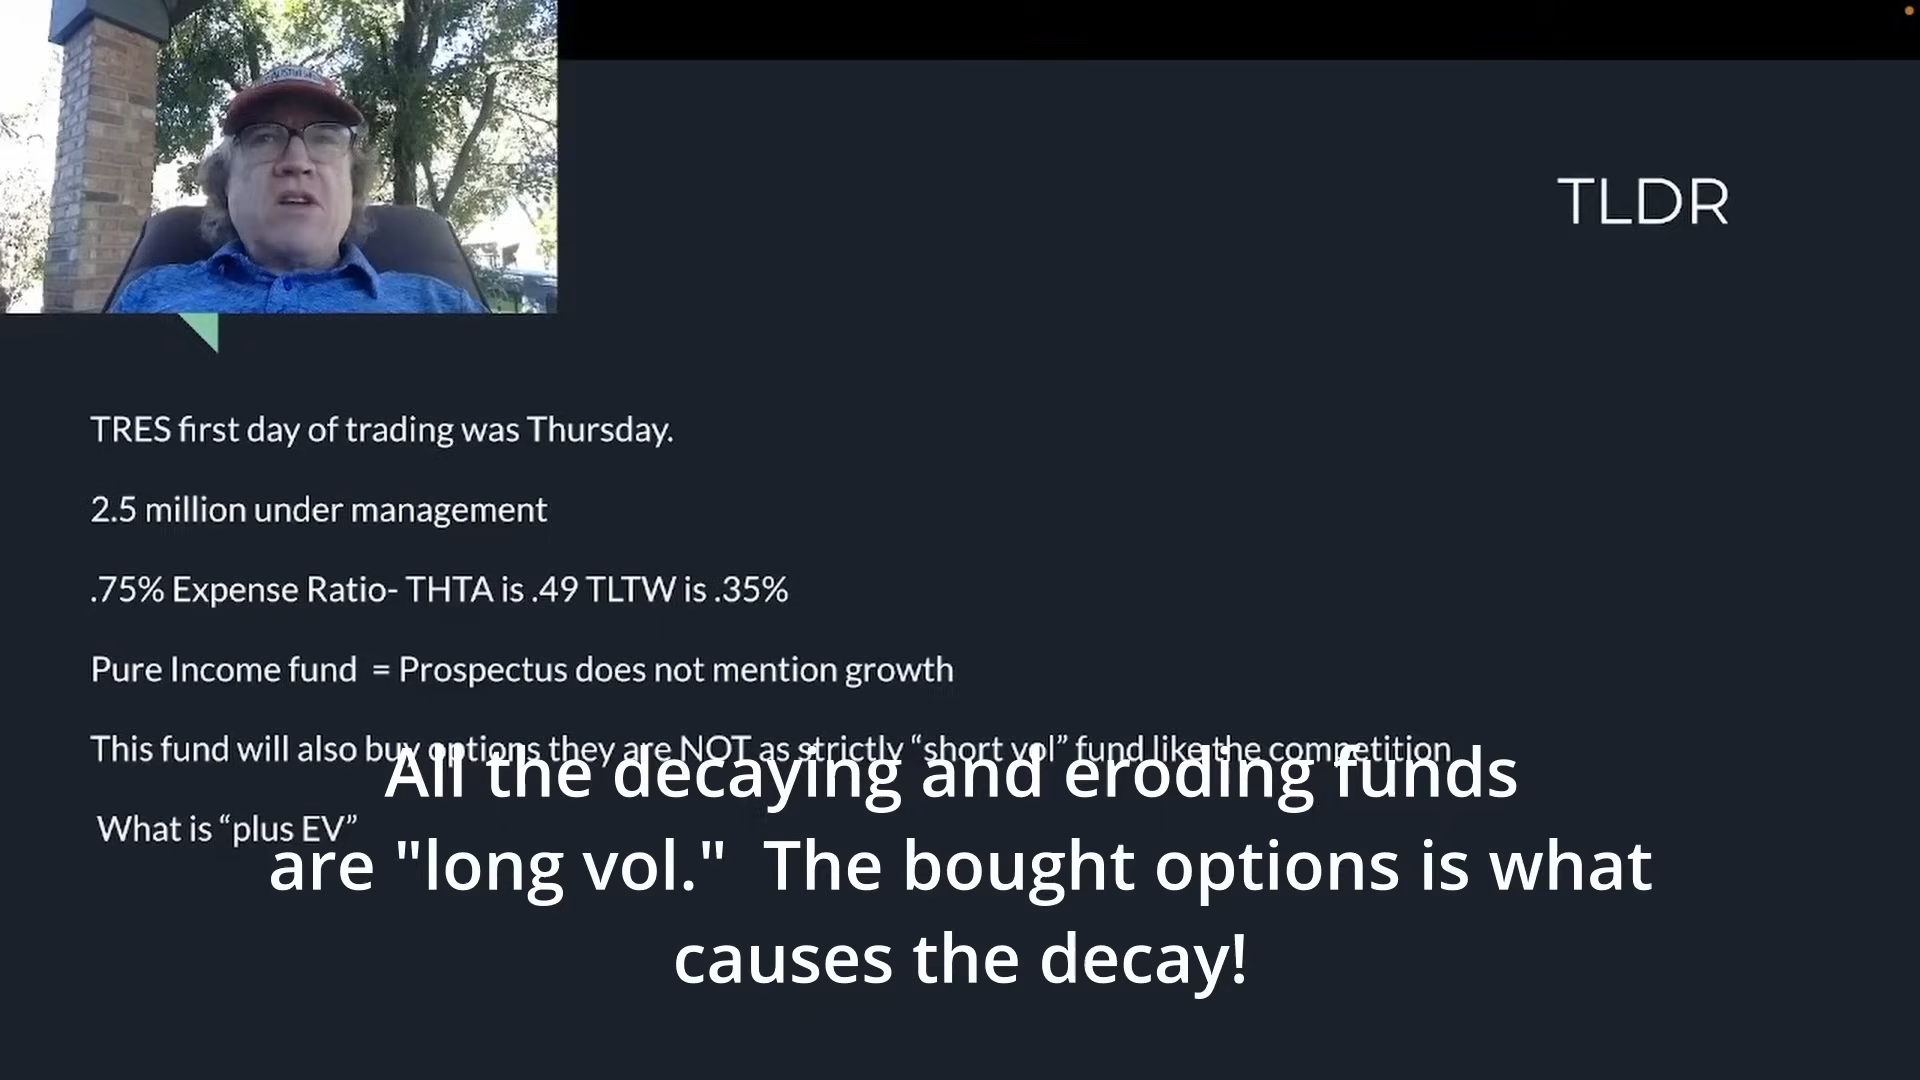 TLDR
TRES first day of trading was Thursday.
2.5 million under management
.75% Expense Ratio- THTA is .49 TLTW is .35%
Pure Income fund = Prospectus does not mention growth
This fund will also buy options they are NOT as strictly “short vol” fund like the competition
What is “plus EV”
All the decaying and eroding funds
are "long vol." The bought options is what
causes the decay!